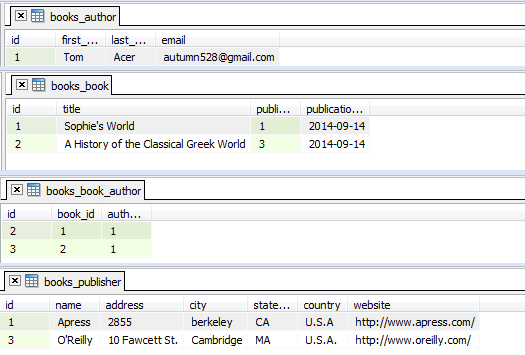 books_author
id first_... last_... email
1 Tom Acer autumn528@gmail.com
books_book
id title publi... publicatio...
1 Sophie's World 1 2014-09-14
2 A History of the Classical Greek World 3 2014-09-14
books_book_author
id book_id auth...
2 1 1
3 2 1
books_publisher
id name address city state... country website
1 Apress 2855 berkeley CA U.S.A http://www.apress.com/
3 O'Reilly 10 Fawcett St. Cambridge MA U.S.A. http://www.oreilly.com/